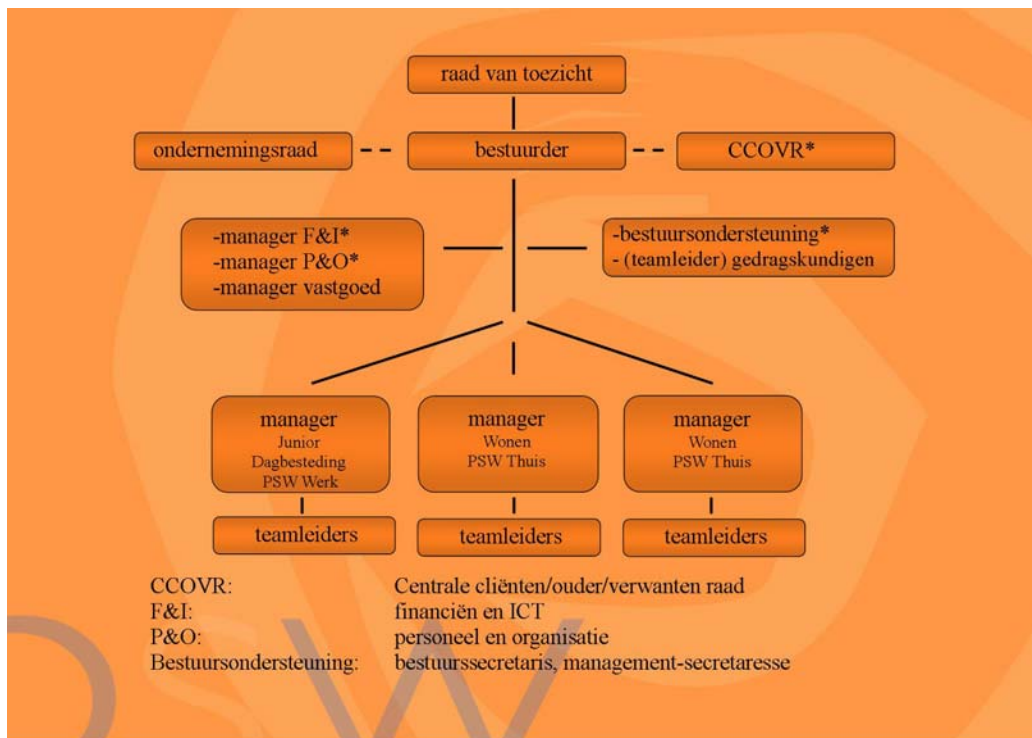 raad van toezicht
ondernemingsraad
bestuurder
CCOVR*
-manager F&I*
-manager P&O*
-manager vastgoed
-bestuursondersteuning*
- (teamleider) gedragskundigen
manager
Junior
Dagbesteding
PSW Werk
manager
Wonen
PSW Thuis
manager
Wonen
PSW Thuis
teamleiders
teamleiders
teamleiders
CCOVR: Centrale cliënten/ouder/verwanten raad
F&I: financiën en ICT
P&O: personeel en organisatie
Bestuursondersteuning: bestuurssecretaris, management-secretaresse